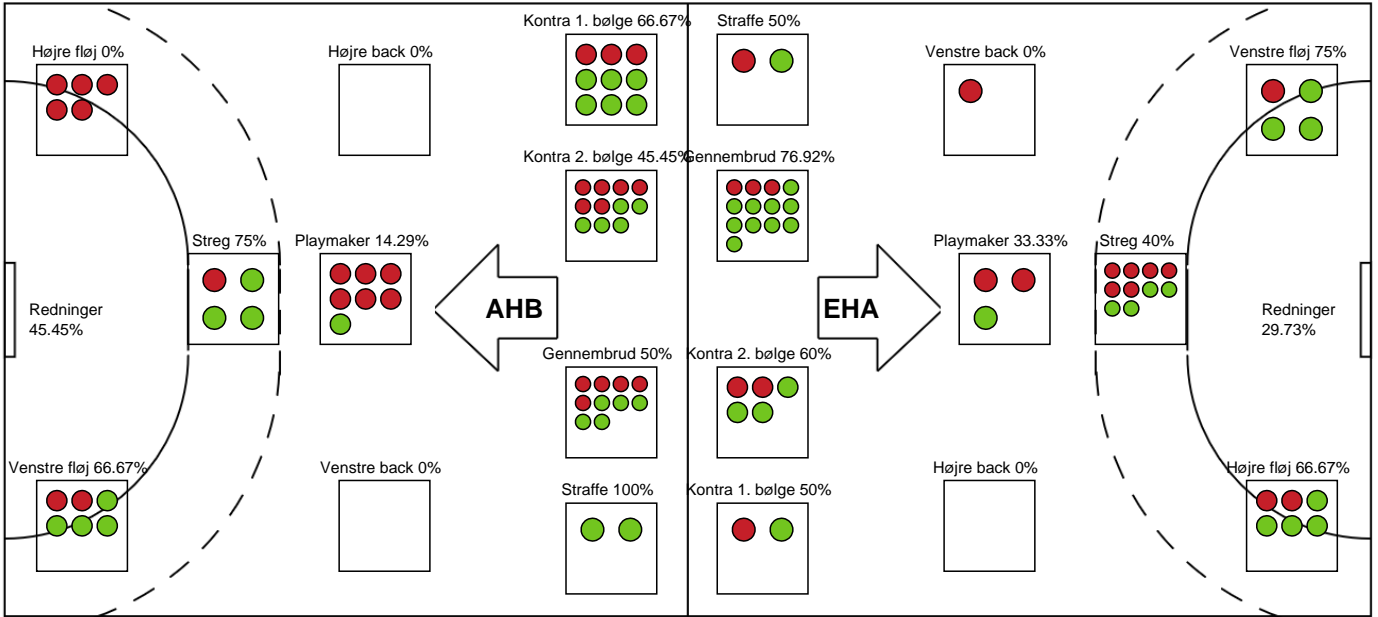 Kontra 1. bølge 66.67%
Straffe 50%
Højre fløj 0%
Højre back 0%
Venstre back 0%
Venstre fløj 75%
Kontra 2. bølge 45.45%
Gennembrud 76.92%
Streg 75%
Playmaker 14.29%
Playmaker 33.33%
Streg 40%
Redninger
45.45%
AHB
EHA
Redninger
29.73%
Gennembrud 50%
Kontra 2. bølge 60%
Venstre fløj 66.67%
Venstre back 0%
Højre back 0%
Højre fløj 66.67%
Straffe 100%
Kontra 1. bølge 50%